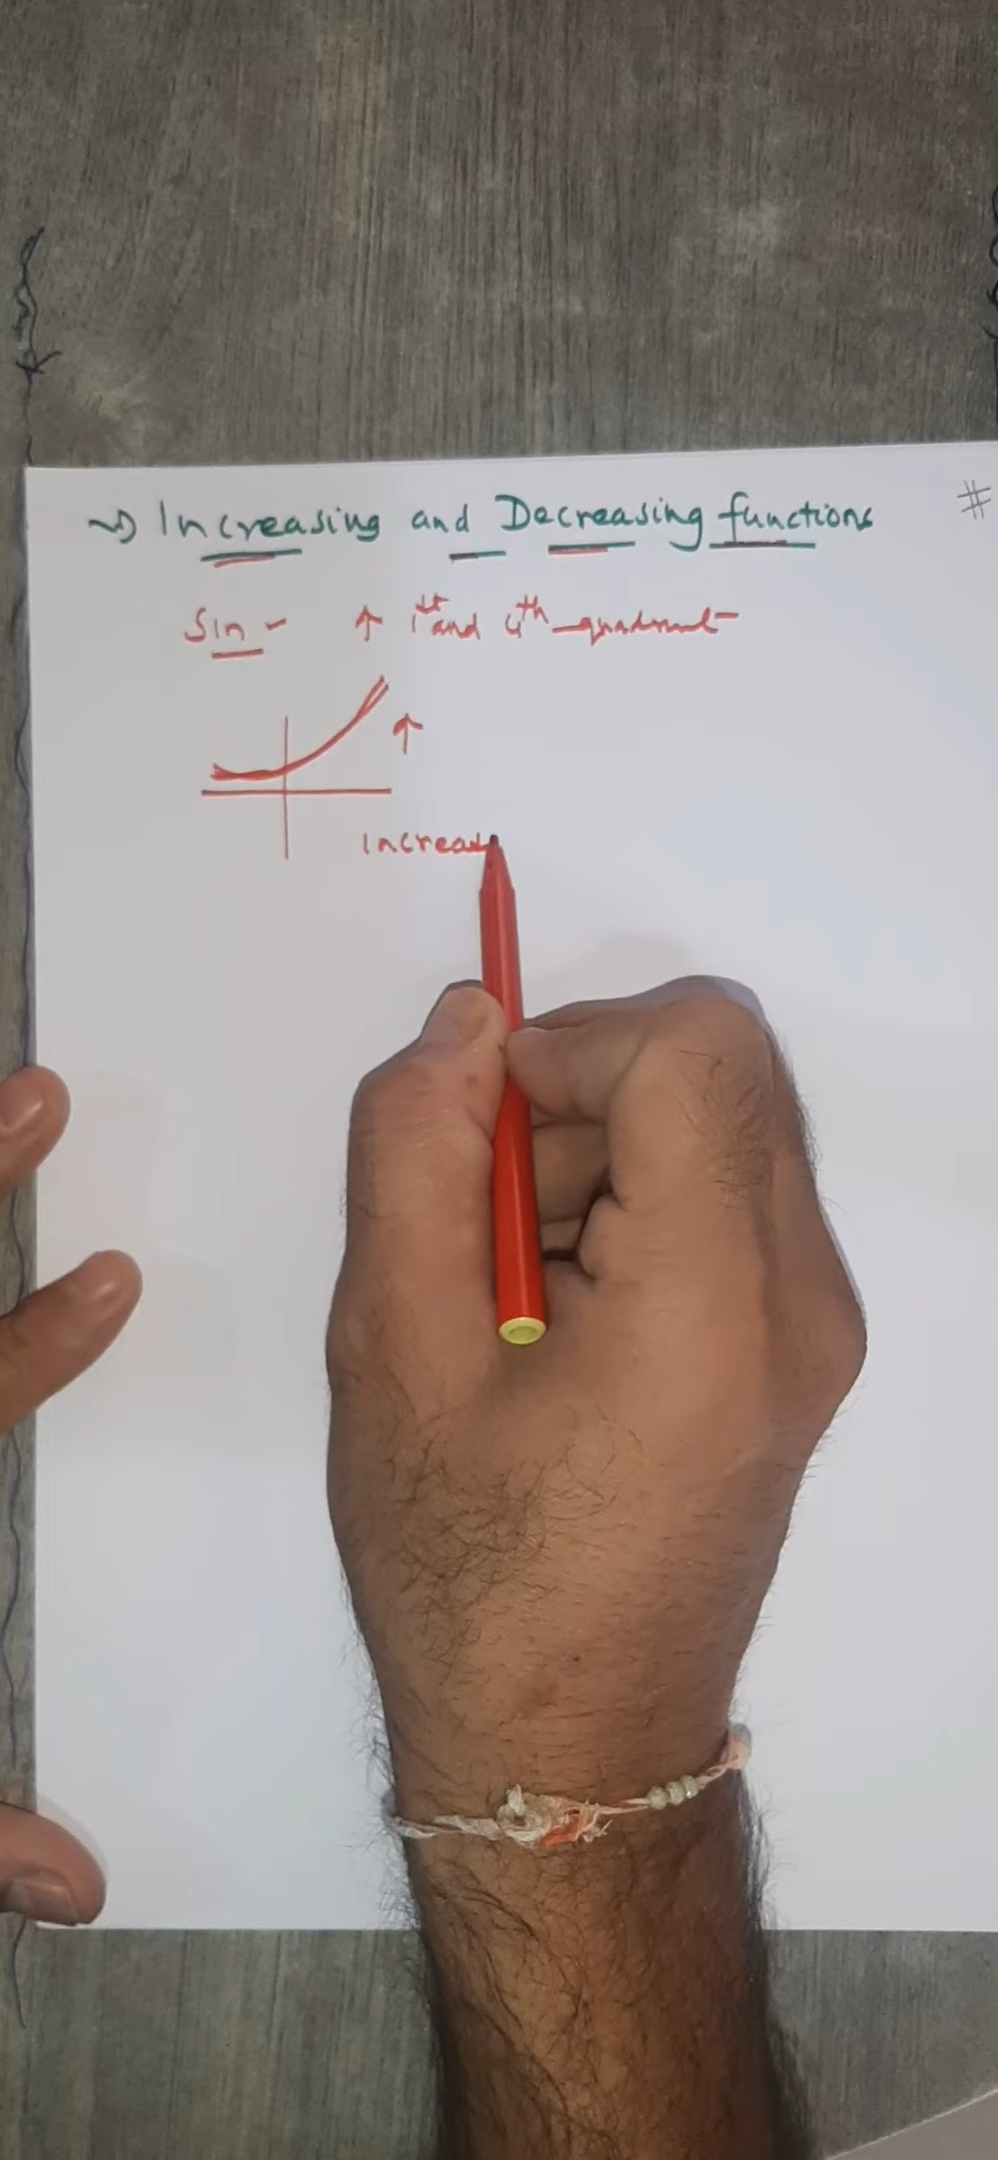 ~> Increasing and Decreasing functions
#
Sin - ↑ 1st and 4th quadrant
↑
Increas